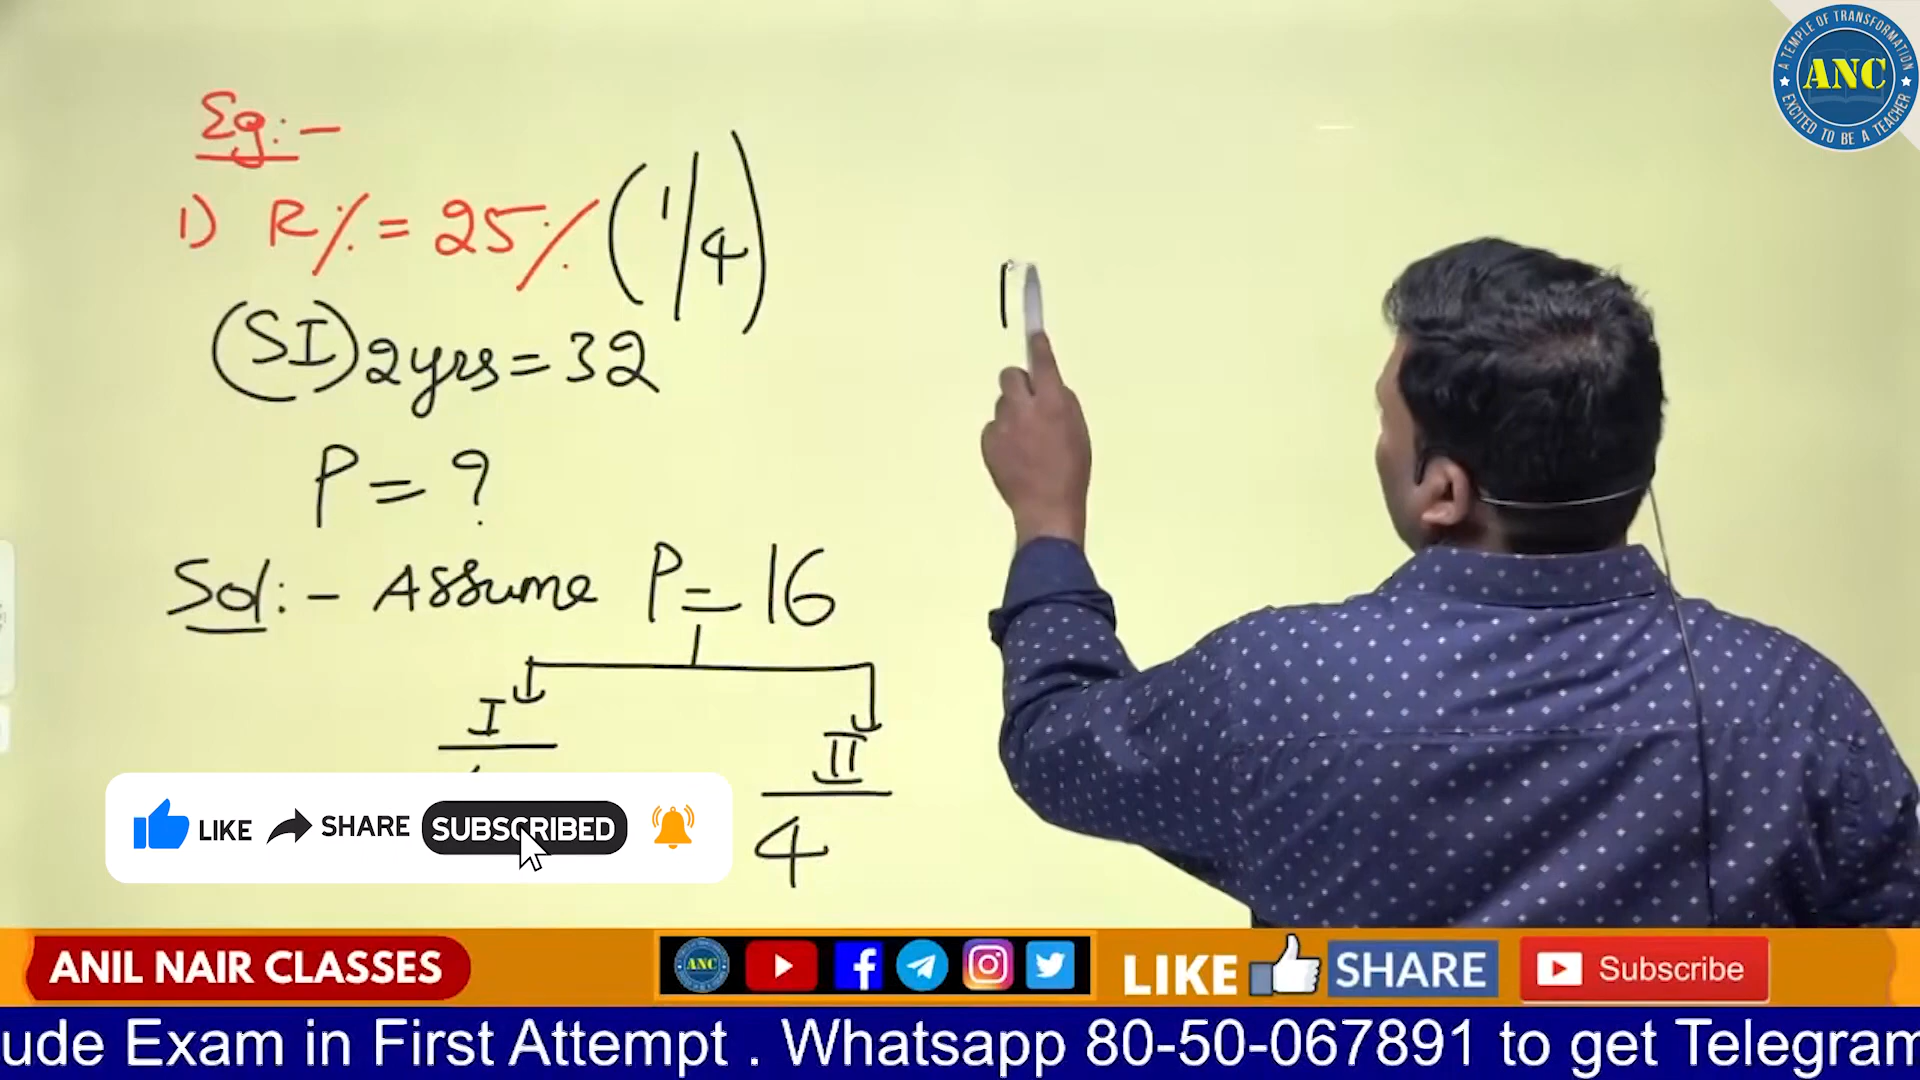 A TEMPLE OF TRANSFORMATION
ANC
EXCITED TO BE A TEACHER
Eg:-
1) R% = 25% (1/4)
(SI)2yrs = 32
P = ?
Sol:- Assume P = 16
I
II
4
LIKE SHARE SUBSCRIBED
ANIL NAIR CLASSES
ANC
LIKE SHARE Subscribe
ude Exam in First Attempt . Whatsapp 80-50-067891 to get Telegram